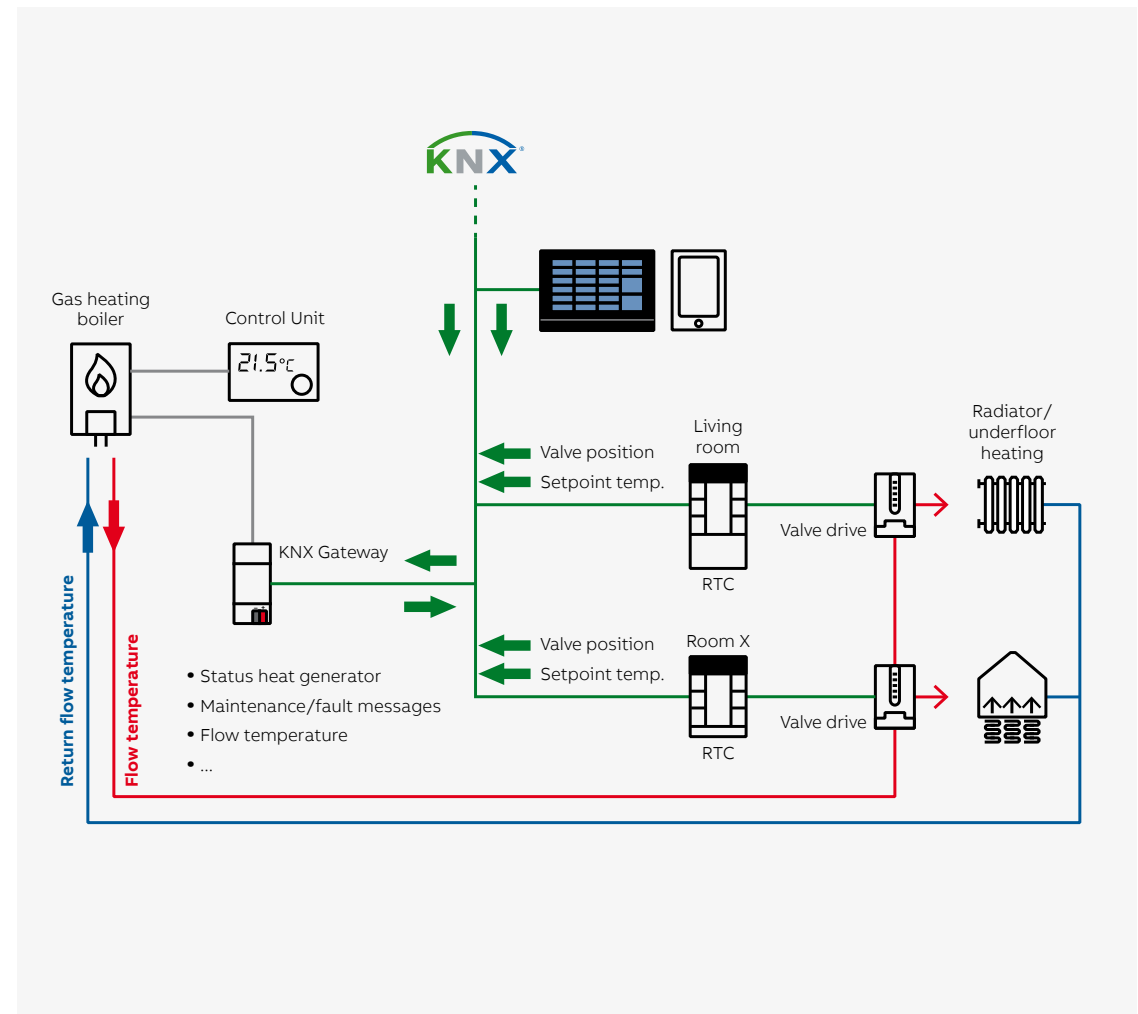 KNX®
Gas heating
boiler
Control Unit
21.5°C
Living
room
Radiator/
underfloor
heating
Valve position
Setpoint temp.
Valve drive
RTC
KNX Gateway
Valve position
Setpoint temp.
Room X
Valve drive
RTC
Return flow temperature
Flow temperature
• Status heat generator
• Maintenance/fault messages
• Flow temperature
• ...